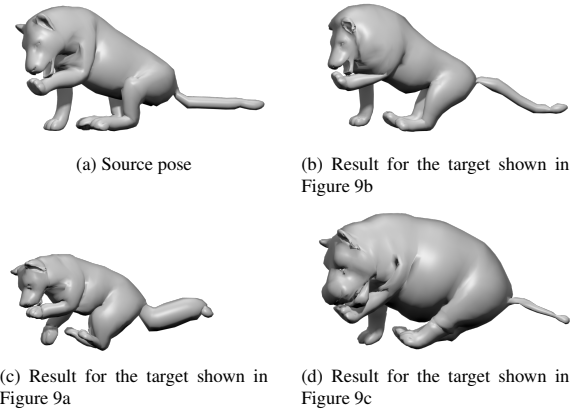 (a) Source pose
(b) Result for the target shown in
Figure 9b
(c) Result for the target shown in
Figure 9a
(d) Result for the target shown in
Figure 9c